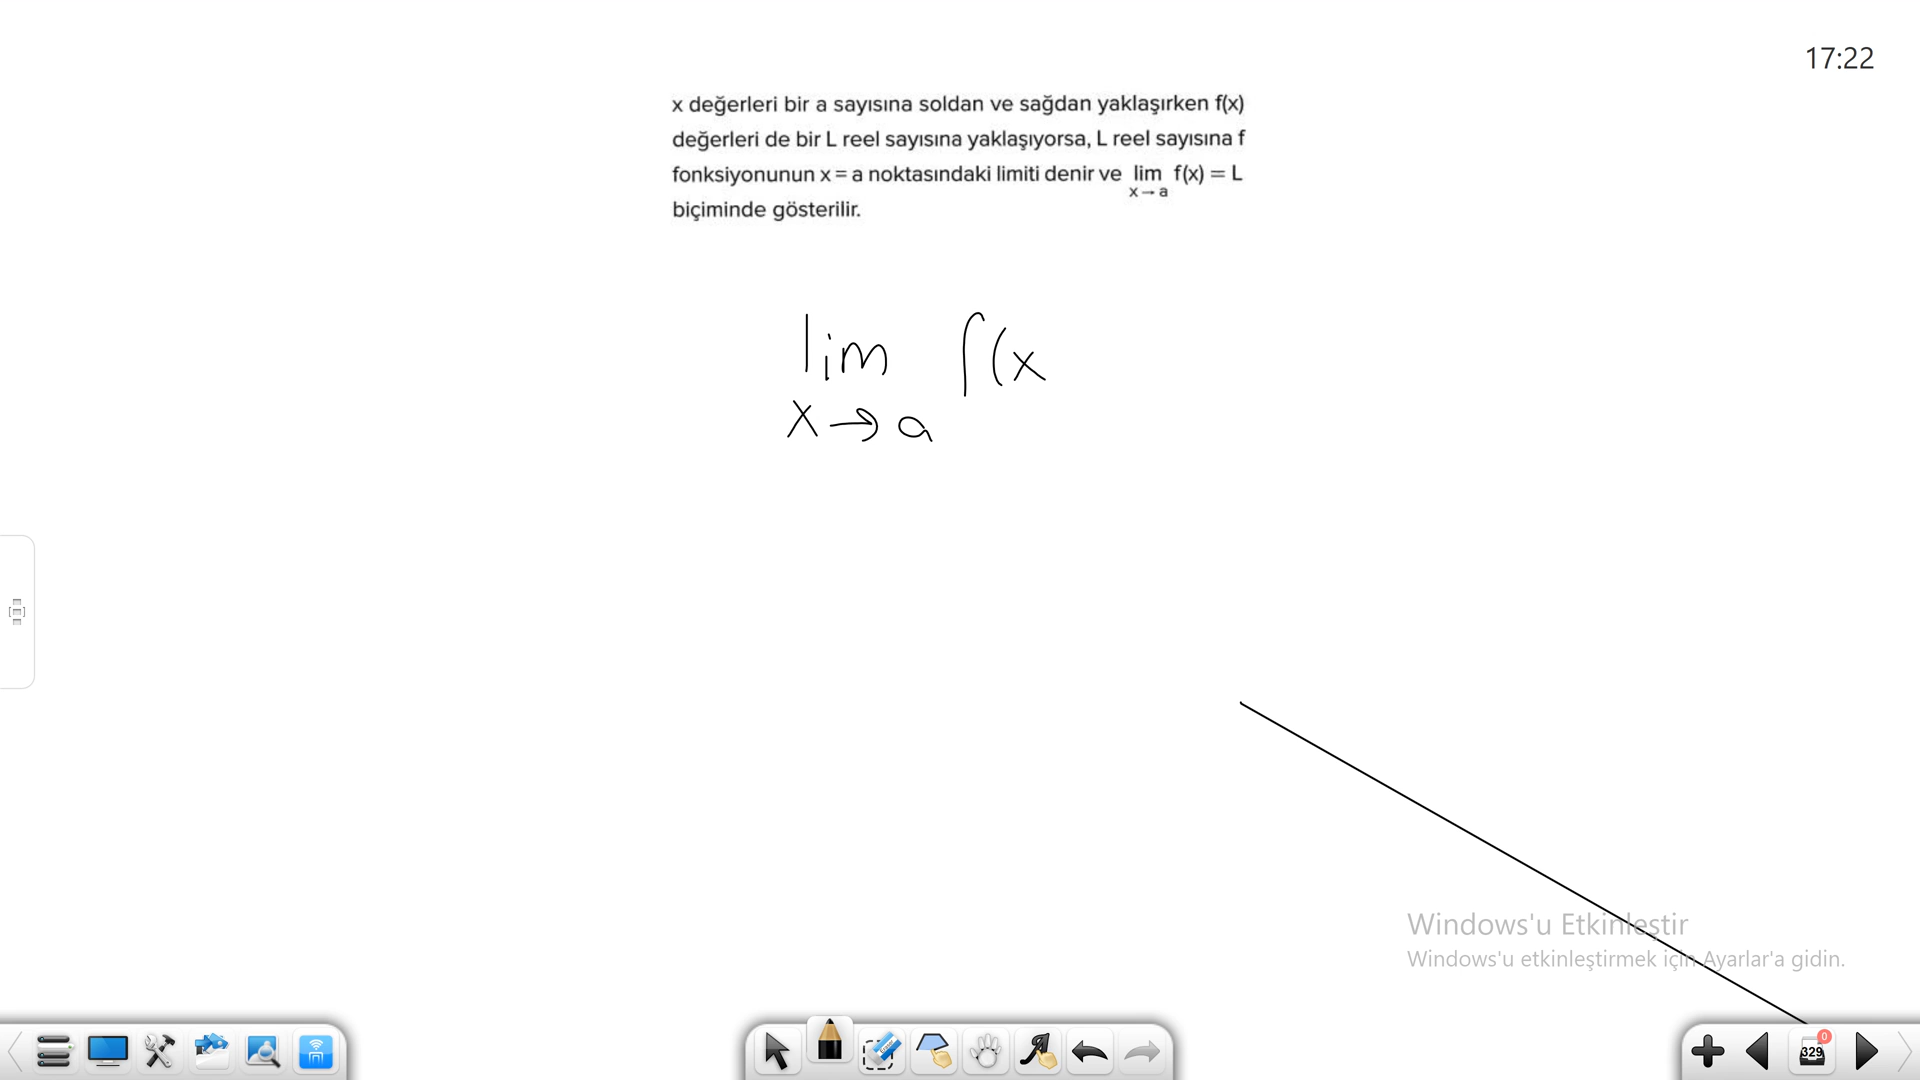 17:22
x değerleri bir a sayısına soldan ve sağdan yaklaşırken f(x)
değerleri de bir L reel sayısına yaklaşıyorsa, L reel sayısına f
fonksiyonunun x = a noktasındaki limiti denir ve lim f(x) = L
x → a
biçiminde gösterilir.
lim f(x
x → a
Windows'u Etkinleştir
Windows'u etkinleştirmek için Ayarlar'a gidin.
0
329